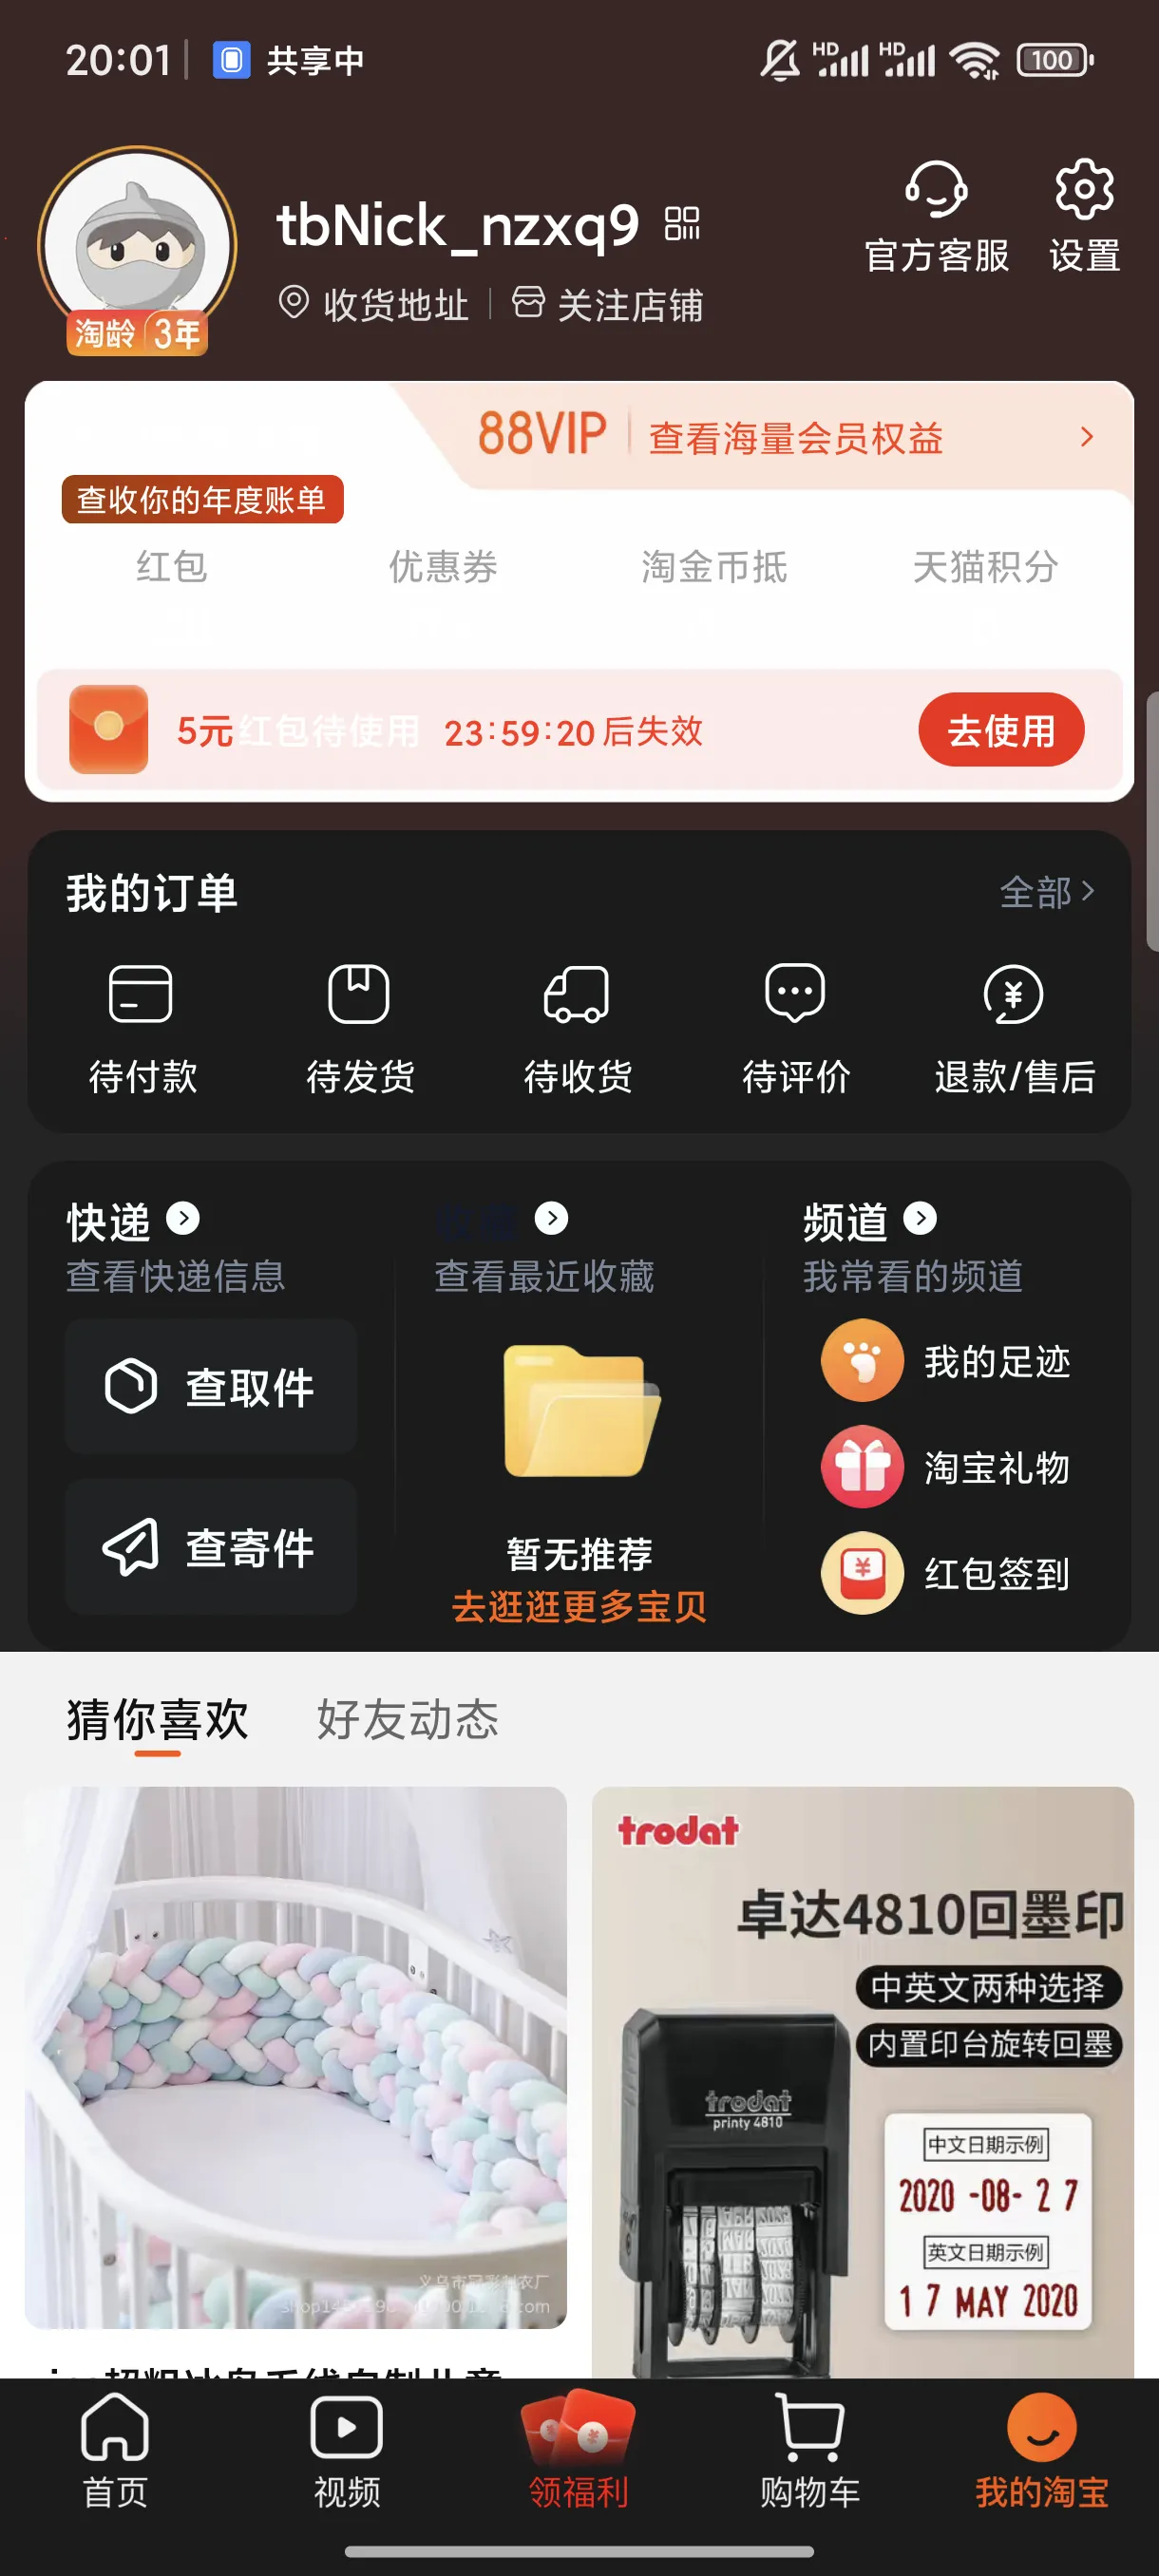 20:01 共享中 HD HD 100
tbNick_nzxq9
官方客服 设置
收货地址 关注店铺
淘龄 3年
88VIP 查看海量会员权益
查收你的年度账单
红包 优惠券 淘金币抵 天猫积分
5元红包待使用 23:59:20后失效 去使用
我的订单 全部
待付款 待发货 待收货 待评价 退款/售后
快递 收藏 频道
查看快递信息 查看最近收藏 我常看的频道
查取件
查寄件
暂无推荐
去逛逛更多宝贝
我的足迹
淘宝礼物
红包签到
猜你喜欢 好友动态
trodat
卓达4810回墨印
中英文两种选择
内置印台旋转回墨
trodat
printy 4810
中文日期示例
2020 -08- 2 7
英文日期示例
1 7 MAY 2020
首页 视频 领福利 购物车 我的淘宝